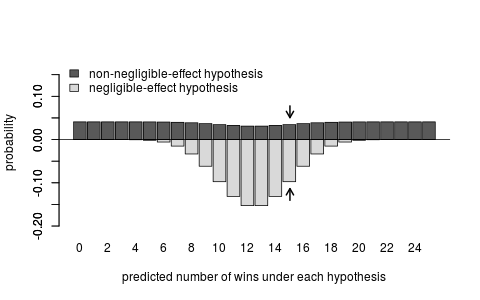 non-negligible-effect hypothesis
negligible-effect hypothesis
probability
0.10
0.00
-0.10
-0.20
0 2 4 6 8 10 12 14 16 18 20 22 24
predicted number of wins under each hypothesis